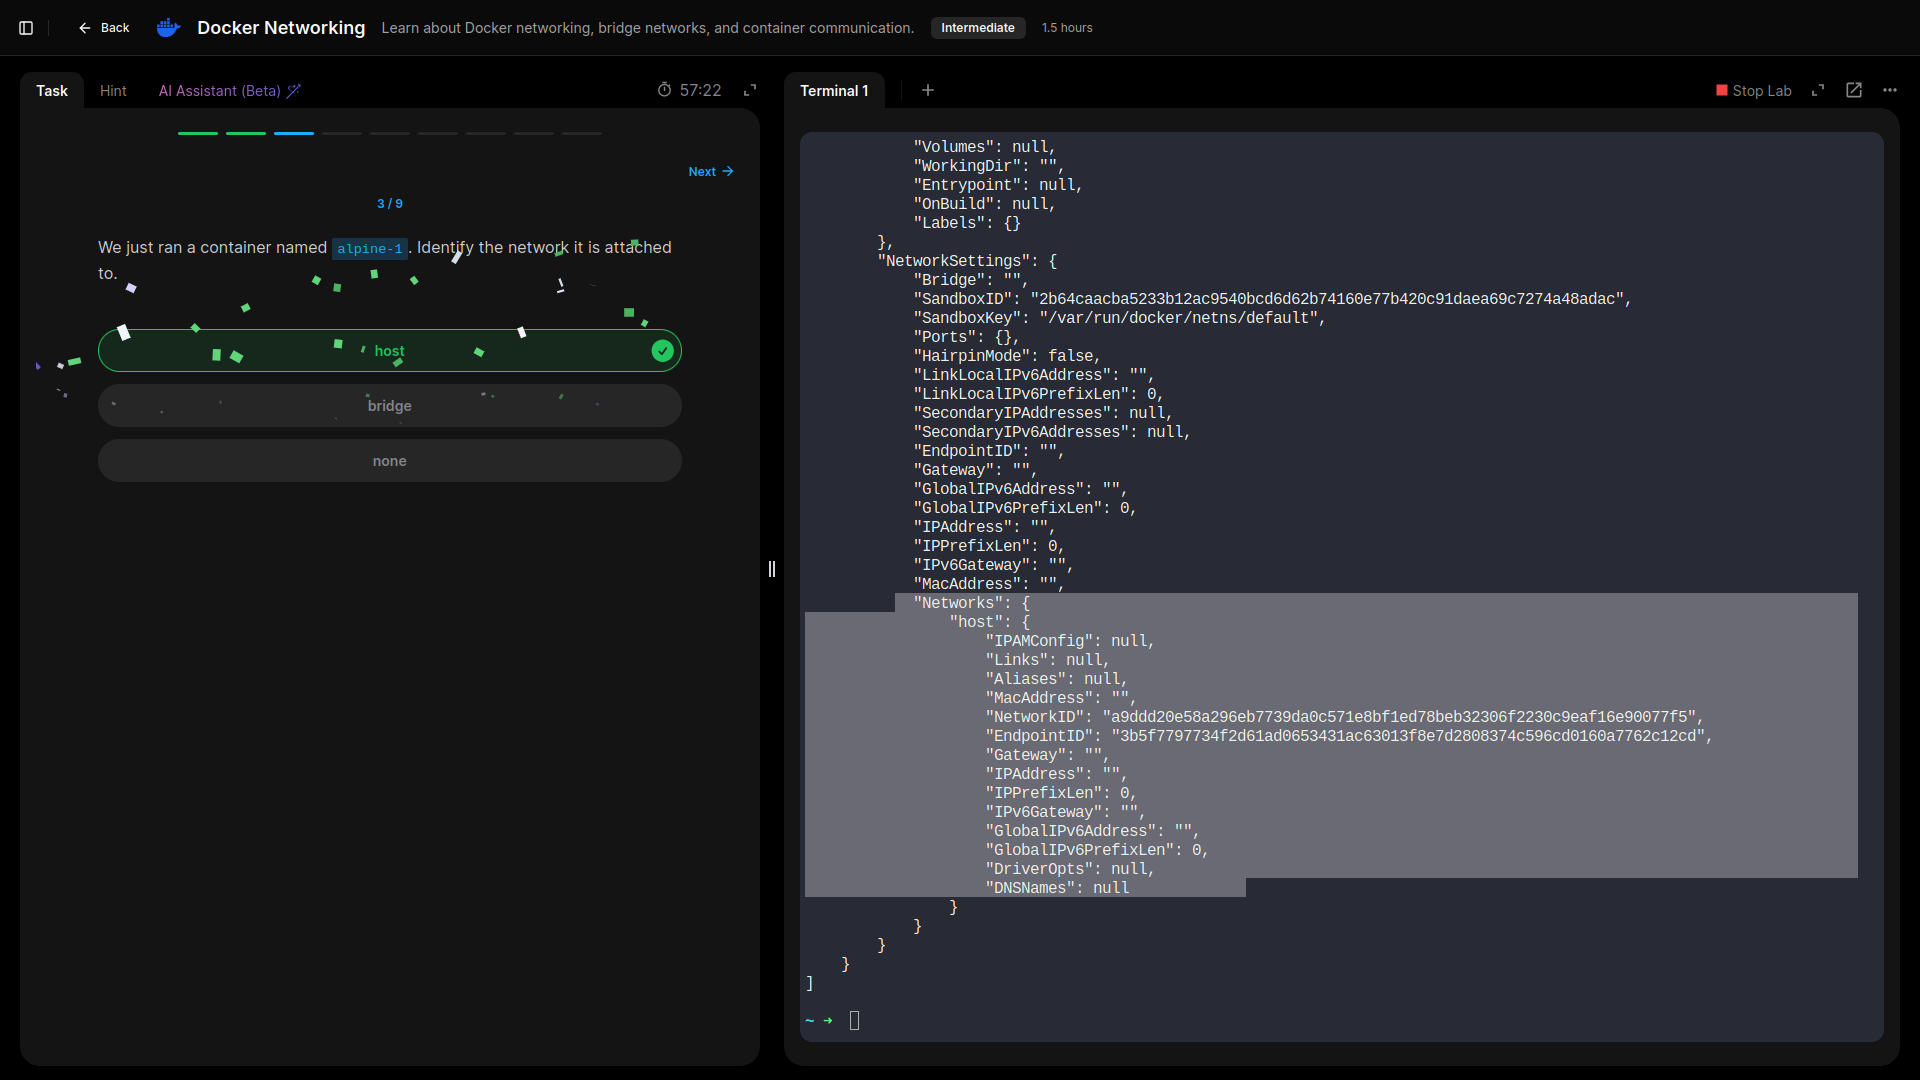 Back
Docker Networking
Learn about Docker networking, bridge networks, and container communication.
Intermediate
1.5 hours
Task
Hint
AI Assistant (Beta)
57:22
Next
3 / 9
We just ran a container named alpine-1. Identify the network it is attached
to.
host
bridge
none
Terminal 1
Stop Lab
"Volumes": null,
"WorkingDir": "",
"Entrypoint": null,
"OnBuild": null,
"Labels": {}
},
"NetworkSettings": {
"Bridge": "",
"SandboxID": "2b64caacba5233b12ac9540bcd6d62b74160e77b420c91daea69c7274a48adac",
"SandboxKey": "/var/run/docker/netns/default",
"Ports": {},
"HairpinMode": false,
"LinkLocalIPv6Address": "",
"LinkLocalIPv6PrefixLen": 0,
"SecondaryIPAddresses": null,
"SecondaryIPv6Addresses": null,
"EndpointID": "",
"Gateway": "",
"GlobalIPv6Address": "",
"GlobalIPv6PrefixLen": 0,
"IPAddress": "",
"IPPrefixLen": 0,
"IPv6Gateway": "",
"MacAddress": "",
"Networks": {
"host": {
"IPAMConfig": null,
"Links": null,
"Aliases": null,
"MacAddress": "",
"NetworkID": "a9ddd20e58a296eb7739da0c571e8bf1ed78beb32306f2230c9eaf16e90077f5",
"EndpointID": "3b5f7797734f2d61ad0653431ac63013f8e7d2808374c596cd0160a7762c12cd",
"Gateway": "",
"IPAddress": "",
"IPPrefixLen": 0,
"IPv6Gateway": "",
"GlobalIPv6Address": "",
"GlobalIPv6PrefixLen": 0,
"DriverOpts": null,
"DNSNames": null
}
}
}
}
]
~ ➜